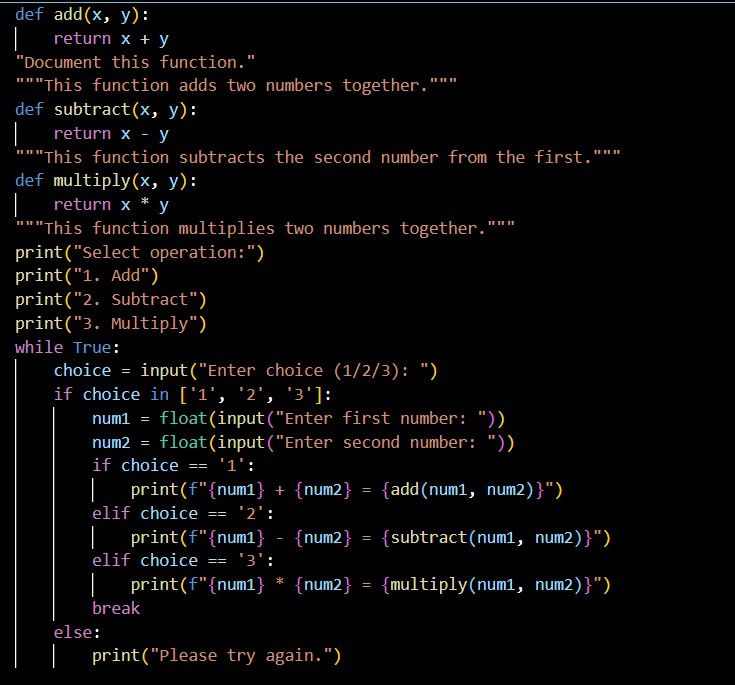 def add(x, y):
    return x + y
"Document this function."
"""This function adds two numbers together."""
def subtract(x, y):
    return x - y
"""This function subtracts the second number from the first."""
def multiply(x, y):
    return x * y
"""This function multiplies two numbers together."""
print("Select operation:")
print("1. Add")
print("2. Subtract")
print("3. Multiply")
while True:
    choice = input("Enter choice (1/2/3): ")
    if choice in ['1', '2', '3']:
        num1 = float(input("Enter first number: "))
        num2 = float(input("Enter second number: "))
        if choice == '1':
            print(f"{num1} + {num2} = {add(num1, num2)}")
        elif choice == '2':
            print(f"{num1} - {num2} = {subtract(num1, num2)}")
        elif choice == '3':
            print(f"{num1} * {num2} = {multiply(num1, num2)}")
        break
    else:
        print("Please try again.")